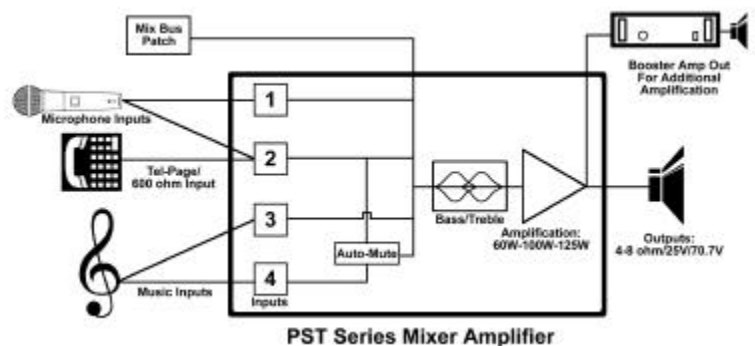 Mix Bus
Patch
Booster Amp Out
For Additional
Amplification
Microphone Inputs
1
Tel-Page/
600 ohm Input
2
3
Bass/Treble
Amplification:
60W-100W-125W
Auto-Mute
Outputs:
4-8 ohm/25V/70.7V
Music Inputs
4
Inputs
PST Series Mixer Amplifier